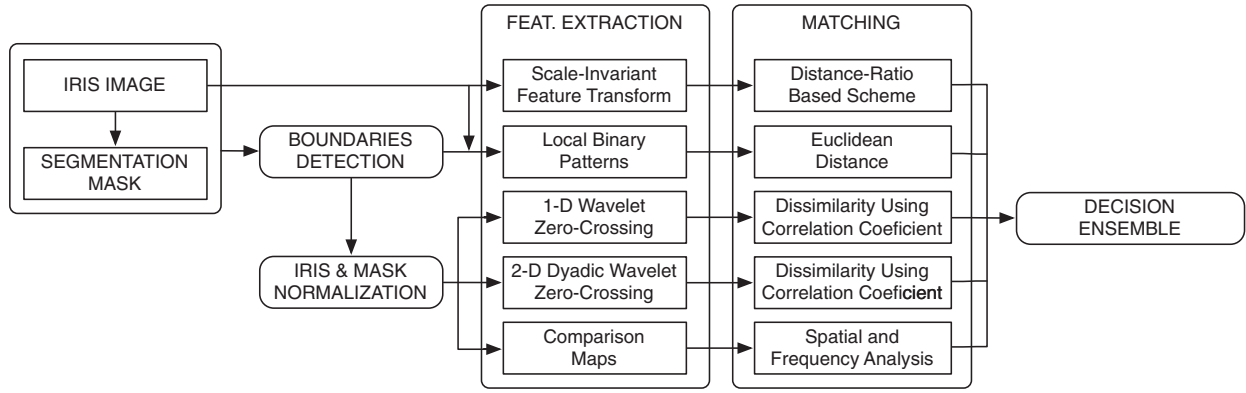 FEAT. EXTRACTION
MATCHING
IRIS IMAGE
SEGMENTATION
MASK
BOUNDARIES
DETECTION
IRIS & MASK
NORMALIZATION
Scale-Invariant
Feature Transform
Local Binary
Patterns
1-D Wavelet
Zero-Crossing
2-D Dyadic Wavelet
Zero-Crossing
Comparison
Maps
Distance-Ratio
Based Scheme
Euclidean
Distance
Dissimilarity Using
Correlation Coeficient
Dissimilarity Using
Correlation Coeficient
Spatial and
Frequency Analysis
DECISION
ENSEMBLE